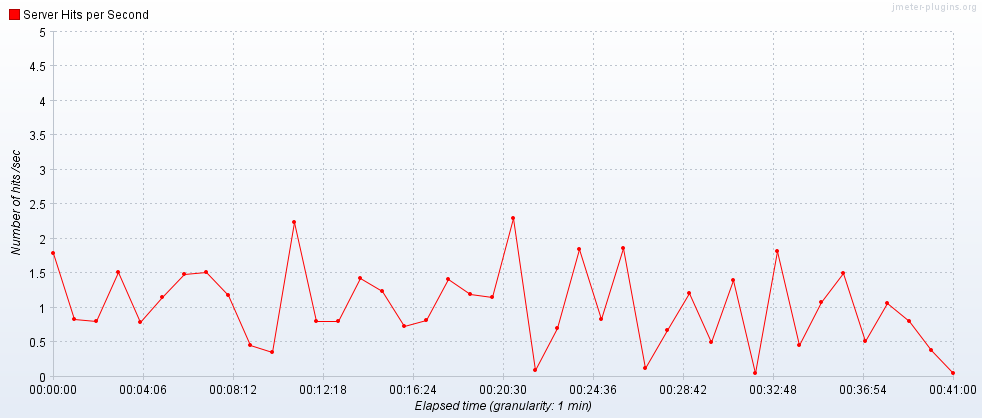 jmeter-plugins.org
Server Hits per Second
5
4.5
4
3.5
3
2.5
2
1.5
1
0.5
0
Number of hits /sec
00:00:00 00:04:06 00:08:12 00:12:18 00:16:24 00:20:30 00:24:36 00:28:42 00:32:48 00:36:54 00:41:00
Elapsed time (granularity: 1 min)